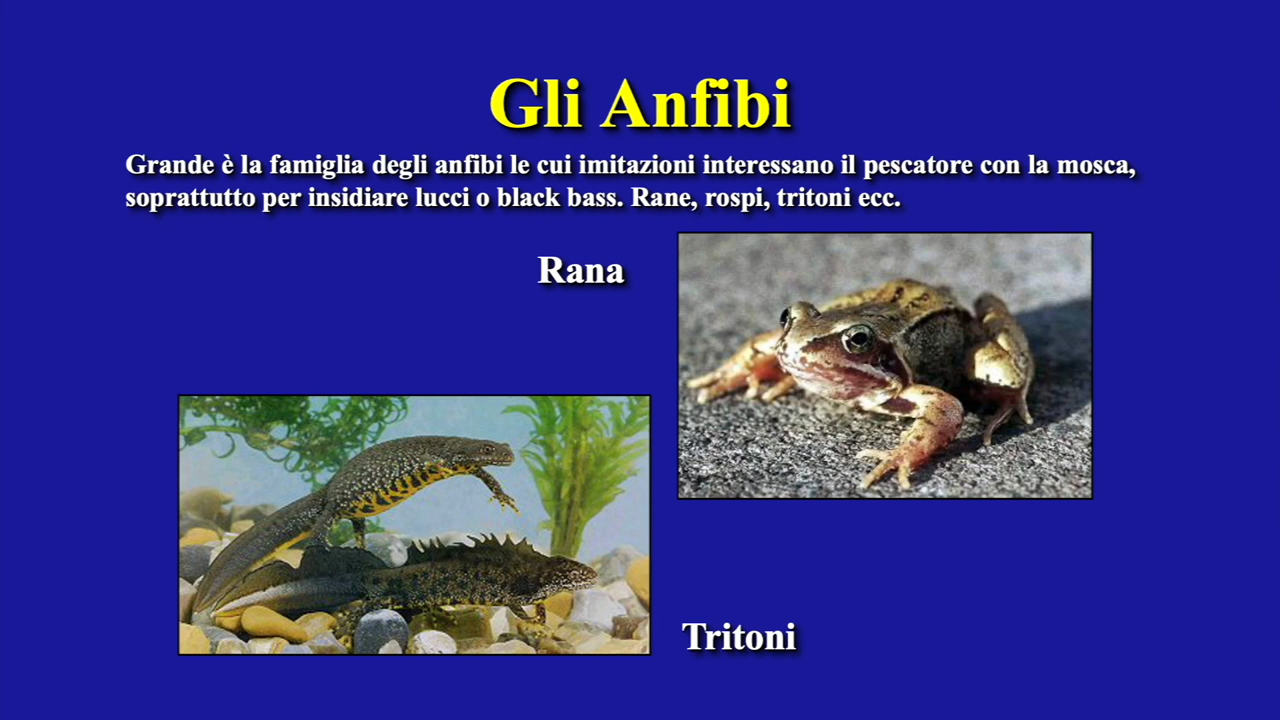 Gli Anfibi
Grande è la famiglia degli anfibi le cui imitazioni interessano il pescatore con la mosca,
soprattutto per insidiare lucci o black bass. Rane, rospi, tritoni ecc.
Rana
Tritoni